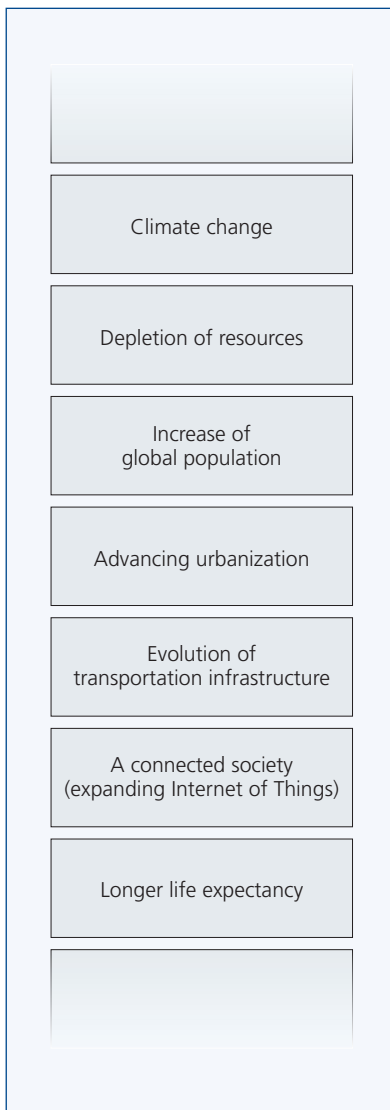 Climate change
Depletion of resources
Increase of
global population
Advancing urbanization
Evolution of
transportation infrastructure
A connected society
(expanding Internet of Things)
Longer life expectancy